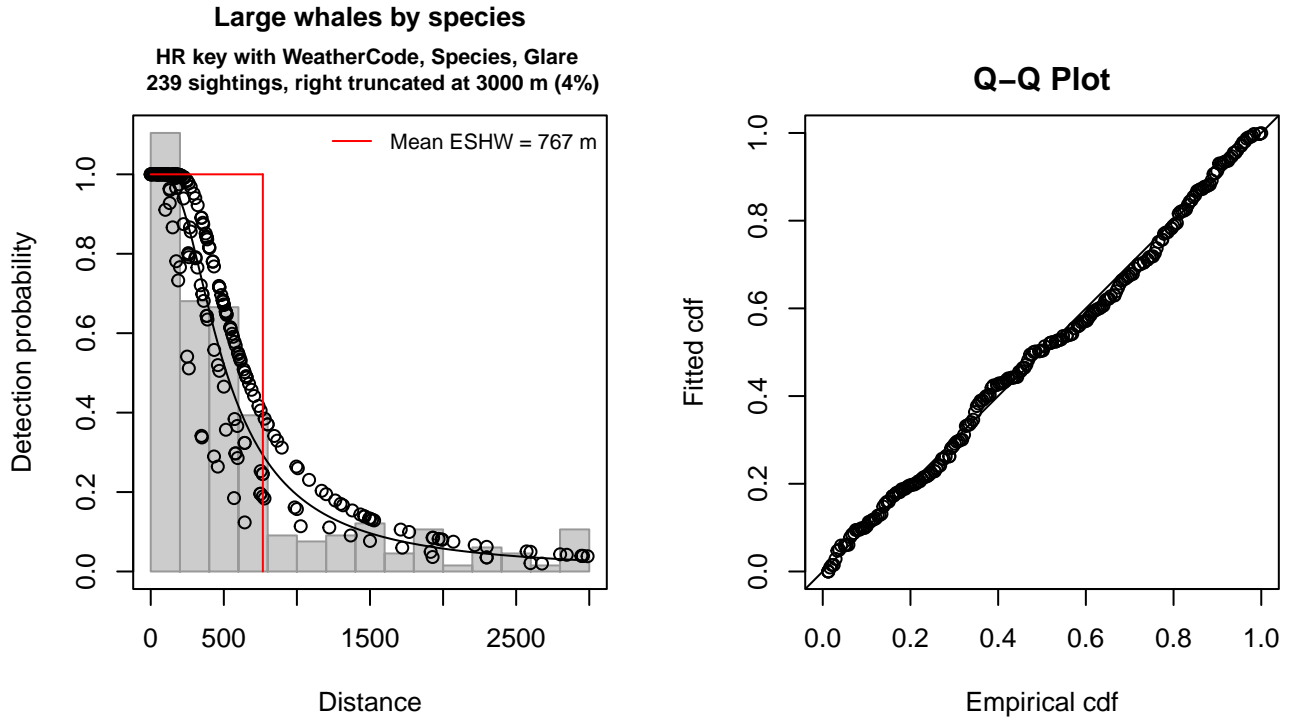 Large whales by species
HR key with WeatherCode, Species, Glare
239 sightings, right truncated at 3000 m (4%)
Mean ESHW = 767 m
Detection probability
1.0
0.8
0.6
0.4
0.2
0.0
0 500 1500 2500
Distance
Q−Q Plot
Fitted cdf
1.0
0.8
0.6
0.4
0.2
0.0
0.0 0.2 0.4 0.6 0.8 1.0
Empirical cdf